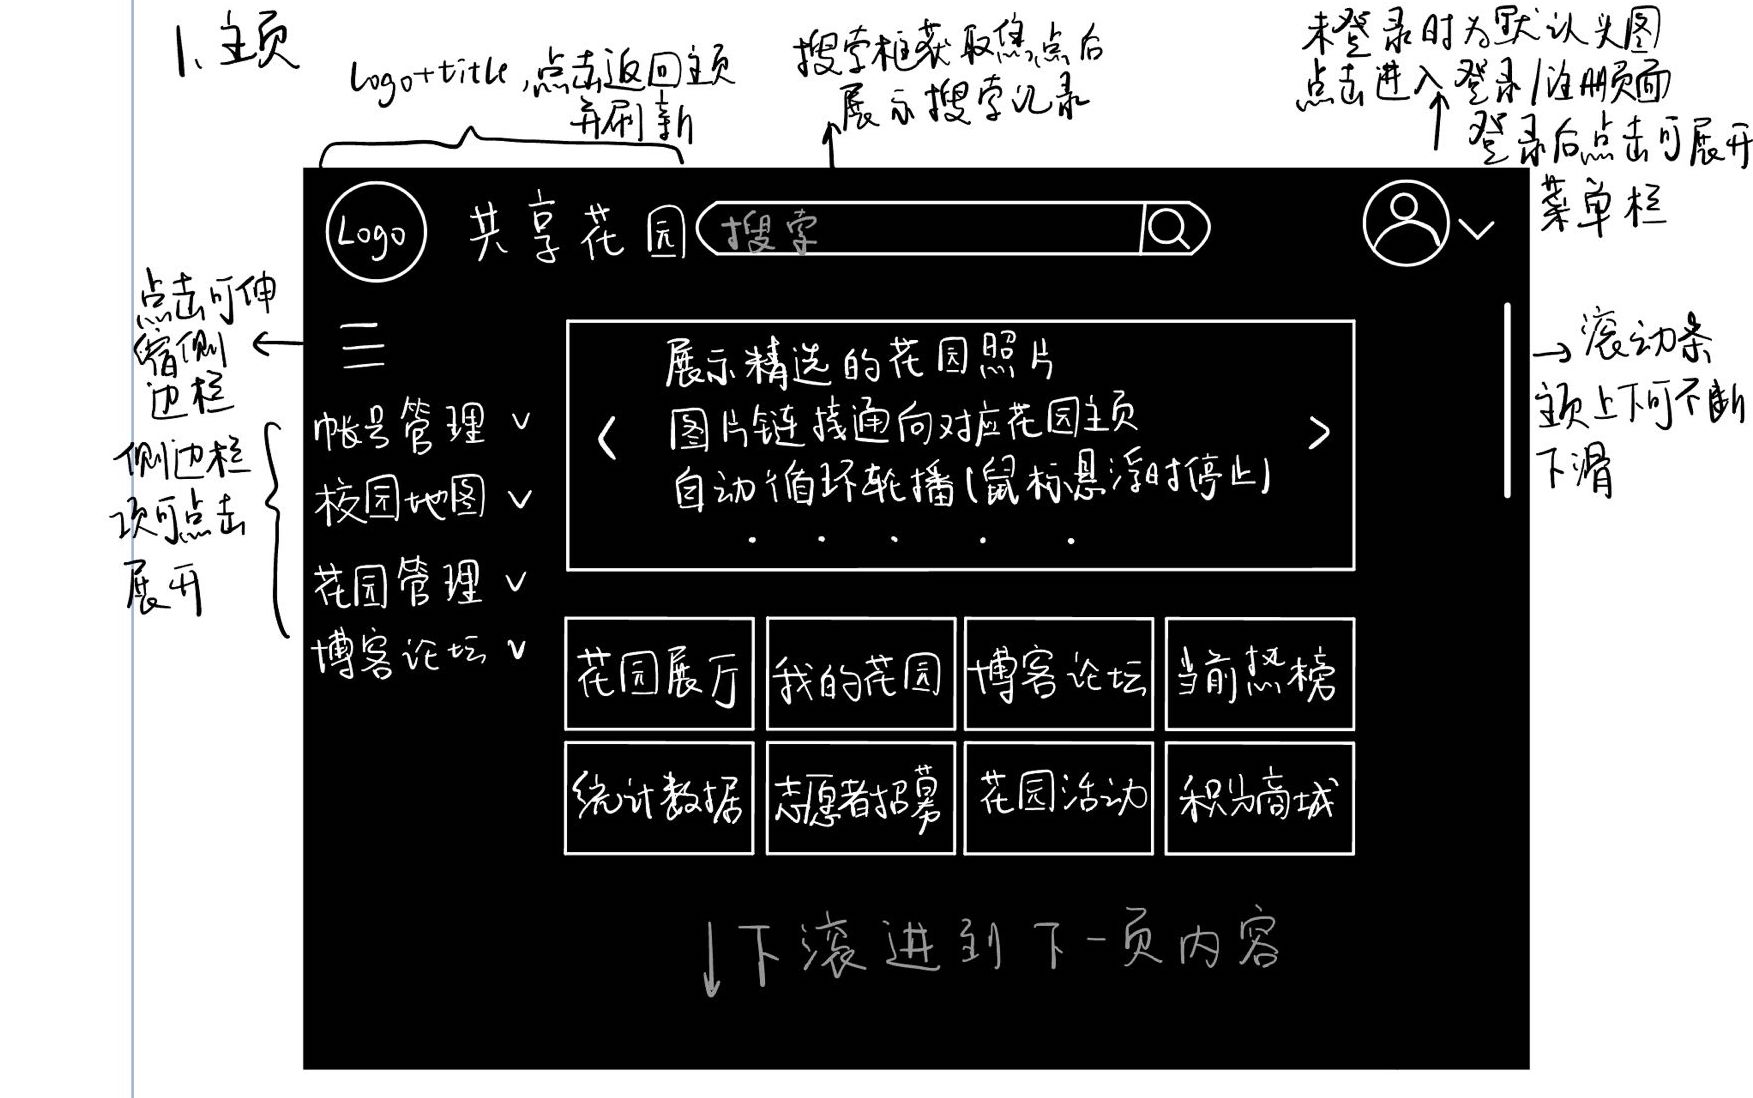 1、主页
Logo+title,点击返回主页
并刷新
搜索框获取焦点后
展示搜索记录
未登录时为默认头图
点击进入登录/注册页面
登录后点击可展开
菜单栏
Logo
共享花园
搜索
点击可伸
缩侧
边栏
侧边栏
项可点击
展开
帐号管理
校园地图
花园管理
博客论坛
展示精选的花园照片
图片链接通向对应花园主页
自动循环轮播(鼠标悬浮时停止)
滚动条
主页上下可不断
下滑
花园展厅
我的花园
博客论坛
当前热榜
统计数据
志愿者招募
花园活动
积分商城
下滚进到下一页内容